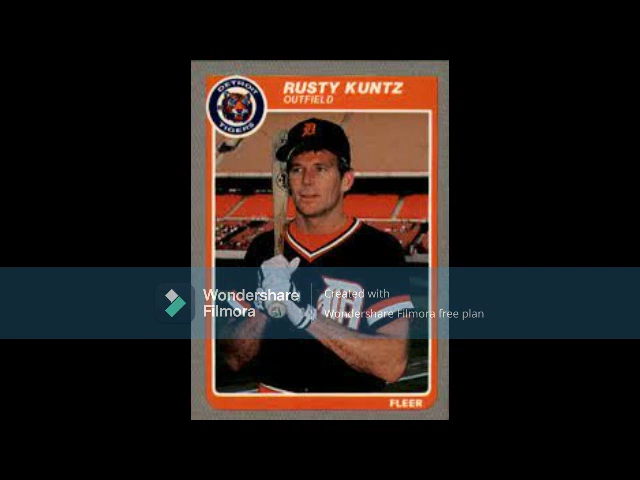 DETROIT
TIGERS
RUSTY KUNTZ
OUTFIELD
D
D
Wondershare
Filmora
Created with
Wondershare Filmora free plan
FLEER